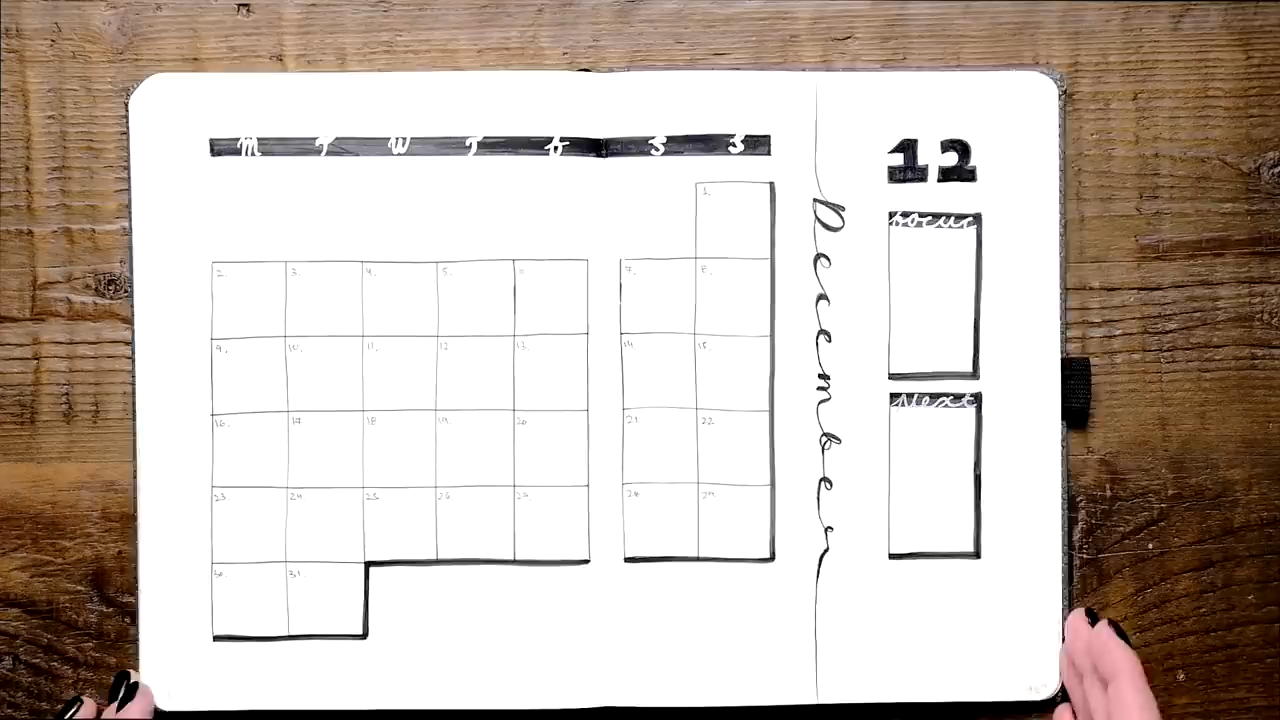 M T W T F S S
1.
2. 3. 4. 5. 7. 8.
9. 10. 11. 12 13. 14. 15.
16. 17 18 19. 20 21. 22
23. 24 25 26. 28 29.
30. 31.
December
12
Focus
Next